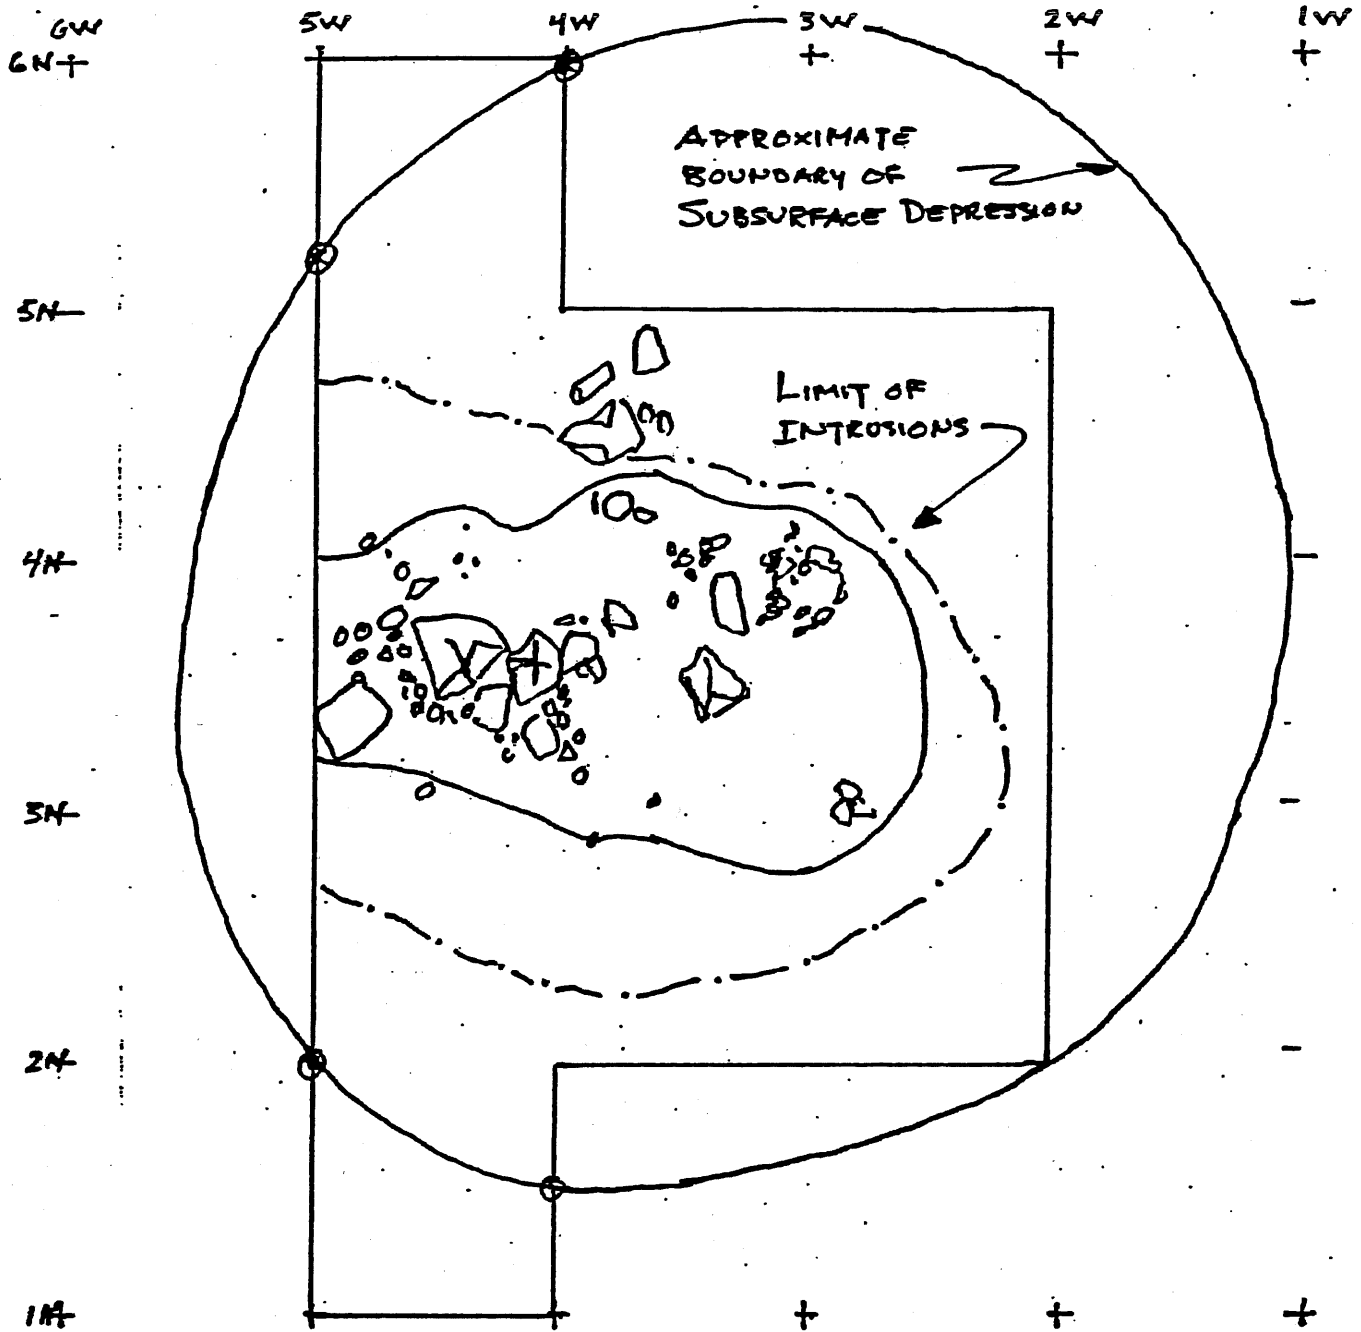 6W 5W 4W 3W 2W 1W
6N
APPROXIMATE
BOUNDARY OF
SUBSURFACE DEPRESSION
5N
LIMIT OF
INTRUSIONS
4N
3N
2N
1N